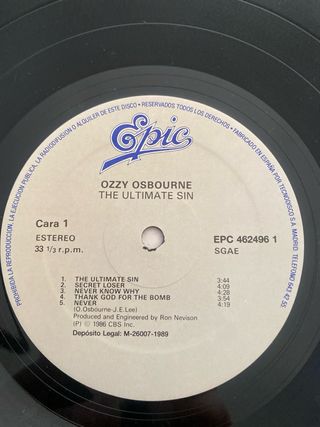 PROHIBIDA LA REPRODUCCION, LA EJECUCION PUBLICA, LA RADIODIFUSION O ALQUILER DE ESTE DISCO • RESERVADOS TODOS LOS DERECHOS • FABRICADO EN ESPAÑA POR TECNODISCO S.A. MADRID. TELEFONO 643 42 55
Epic
OZZY OSBOURNE
THE ULTIMATE SIN
Cara 1
ESTEREO
33 1/3 r.p.m.
EPC 462496 1
SGAE
1. THE ULTIMATE SIN 3:44
2. SECRET LOSER 4:09
3. NEVER KNOW WHY 4:28
4. THANK GOD FOR THE BOMB 3:54
5. NEVER 4:19
(O.Osbourne-J.E.Lee)
Produced and Engineered by Ron Nevison
(P) © 1986 CBS Inc.
Depósito Legal: M-26007-1989